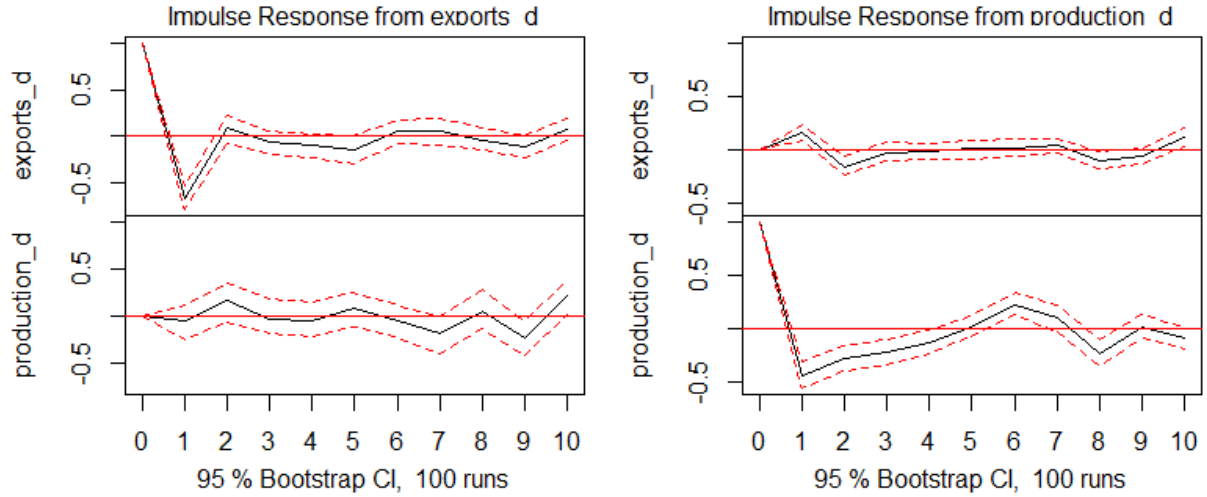 Impulse Response from exports_d
exports_d
0.5
-0.5
production_d
0.5
-0.5
0 1 2 3 4 5 6 7 8 9 10
95 % Bootstrap CI, 100 runs
Impulse Response from production_d
exports_d
0.5
-0.5
production_d
0.5
-0.5
0 1 2 3 4 5 6 7 8 9 10
95 % Bootstrap CI, 100 runs